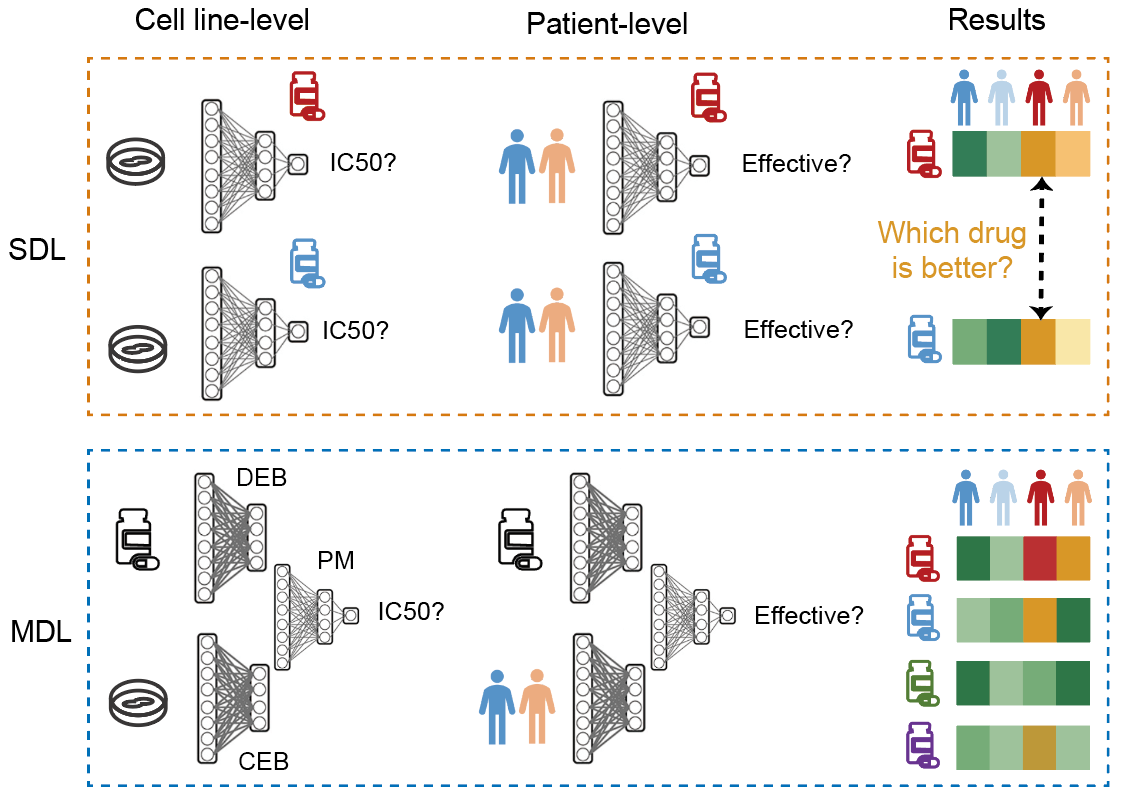 Cell line-level
Patient-level
Results
SDL
IC50?
Effective?
Which drug
is better?
IC50?
Effective?
MDL
DEB
PM
IC50?
CEB
Effective?